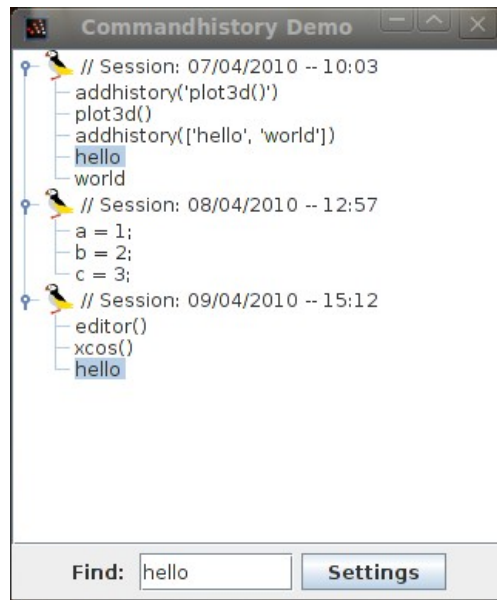 Commandhistory Demo
// Session: 07/04/2010 -- 10:03
addhistory('plot3d()')
plot3d()
addhistory(['hello', 'world'])
hello
world
// Session: 08/04/2010 -- 12:57
a = 1;
b = 2;
c = 3;
// Session: 09/04/2010 -- 15:12
editor()
xcos()
hello
Find: hello Settings